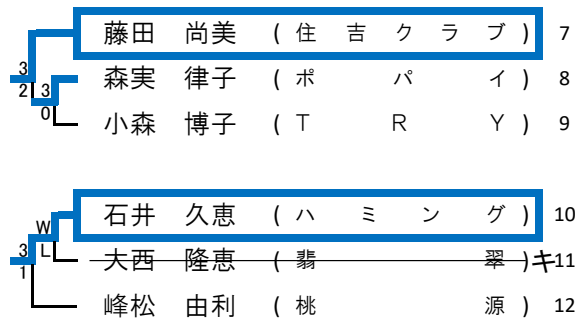 藤田 尚美 (住吉クラブ) 7
3
2
森実 律子 (ポパイ) 8
3
0
小森 博子 (TRY) 9
石井 久恵 (ハミング) 10
W
L
大西 隆恵 (翡翠)キ11
3
1
峰松 由利 (桃源) 12